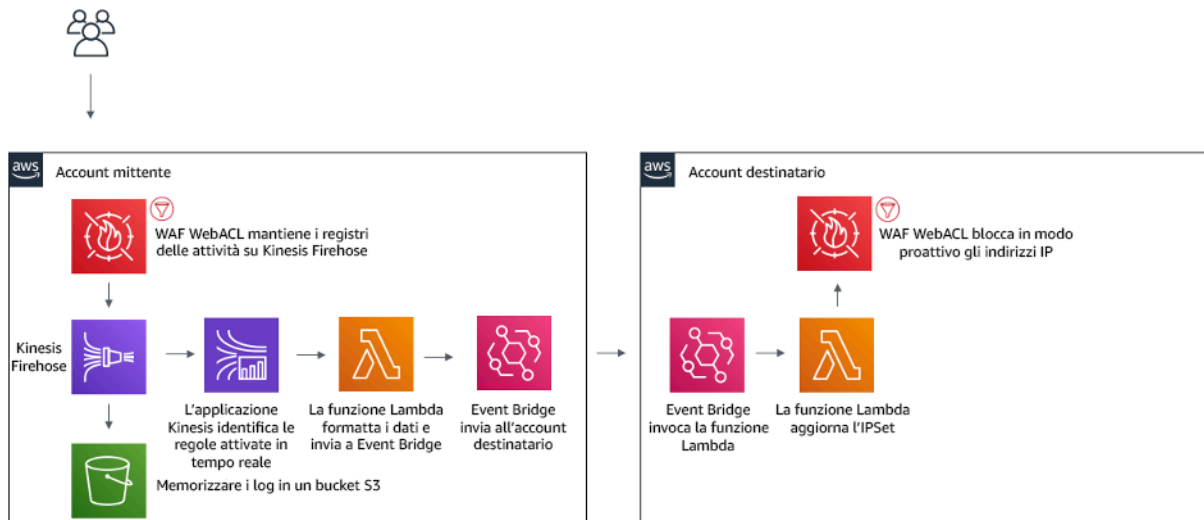 aws
Account mittente
WAF WebACL mantiene i registri
delle attività su Kinesis Firehose
Kinesis
Firehose
L'applicazione
Kinesis identifica le
regole attivate in
tempo reale
La funzione Lambda
formatta i dati e
invia a Event Bridge
Event Bridge
invia all'account
destinatario
Memorizzare i log in un bucket S3
aws
Account destinatario
WAF WebACL blocca in modo
proattivo gli indirizzi IP
Event Bridge
invoca la funzione
Lambda
La funzione Lambda
aggiorna l'IPSet